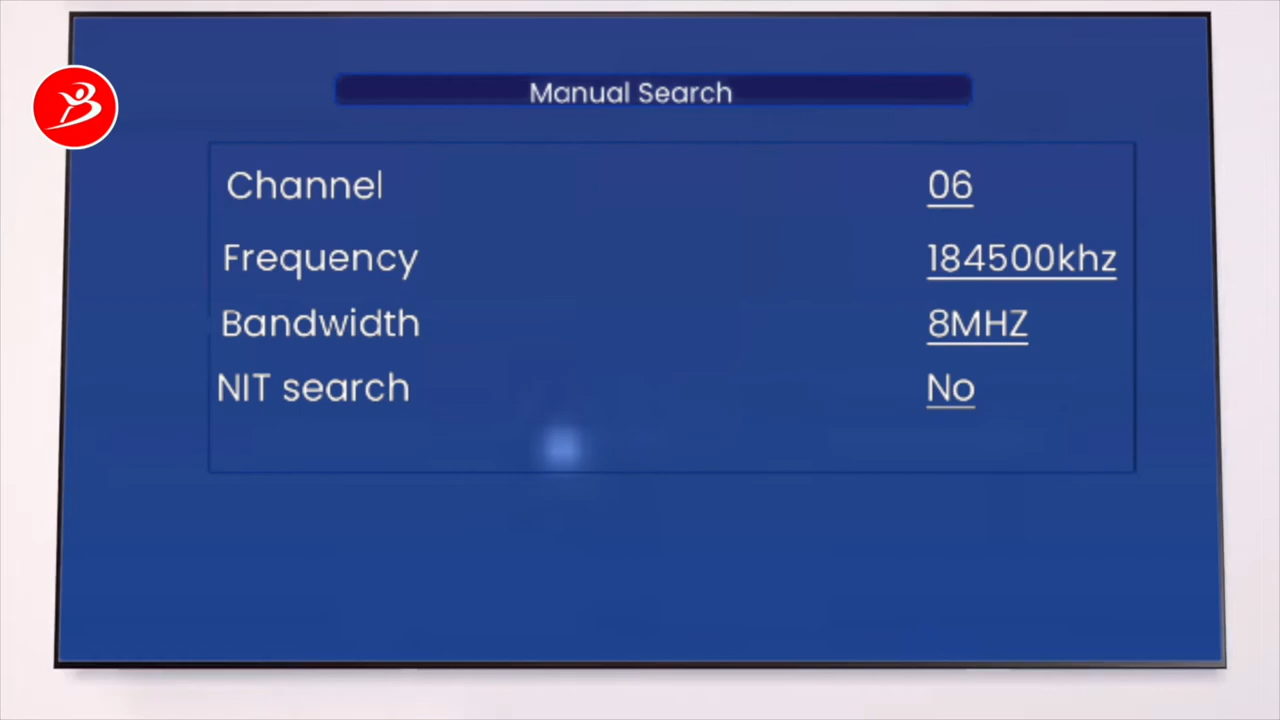 Manual Search
Channel 06
Frequency 184500khz
Bandwidth 8MHZ
NIT search No